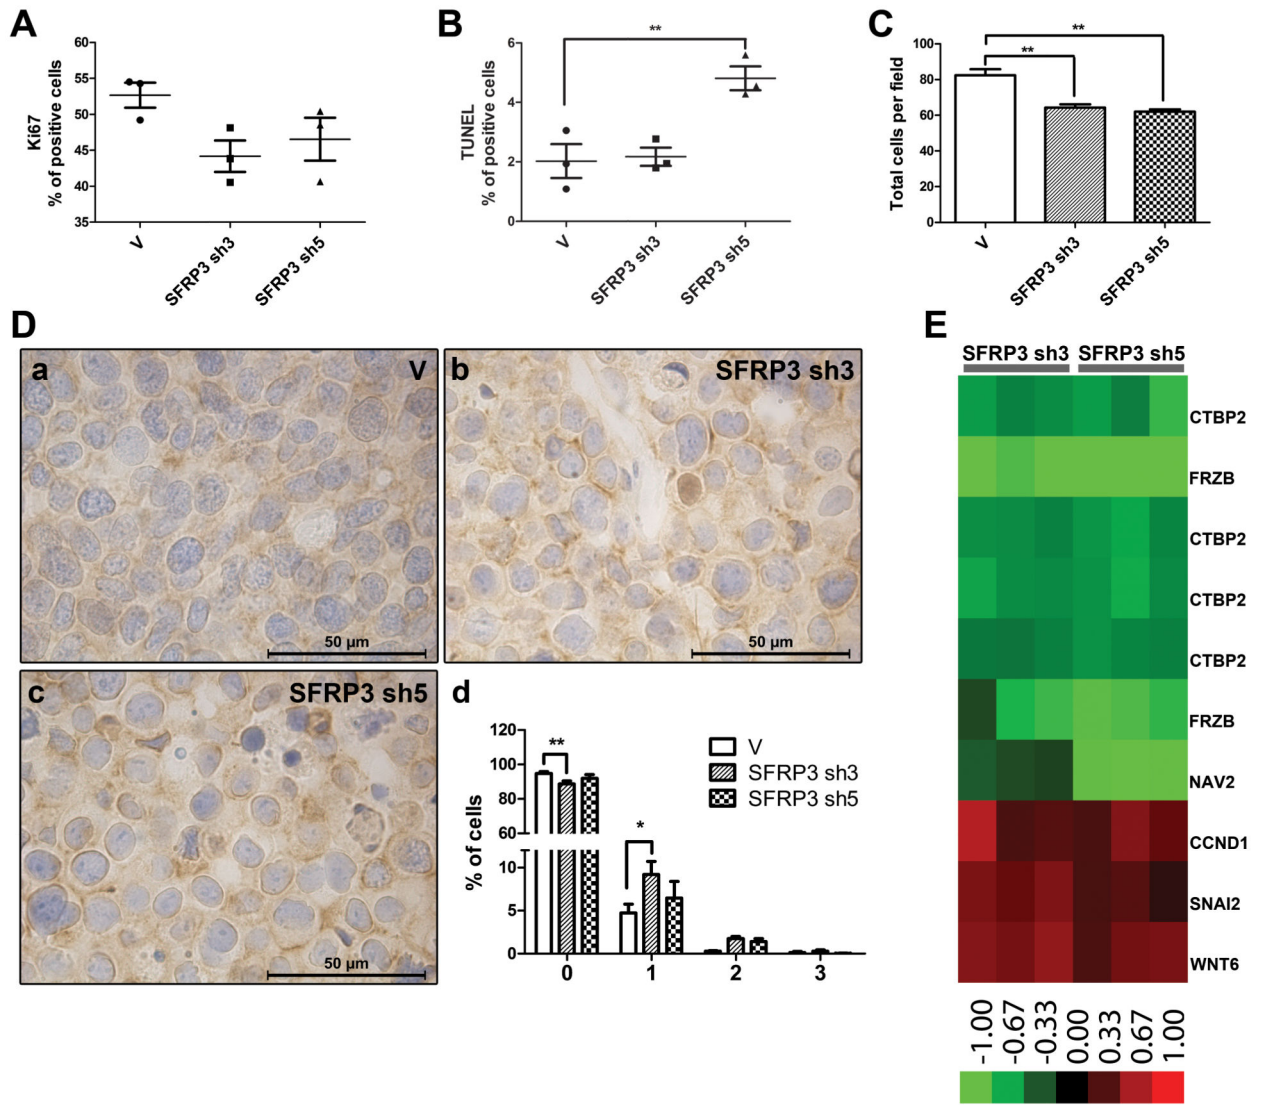 A
Ki67
% of positive cells
60
55
50
45
40
35
V
SFRP3 sh3
SFRP3 sh5
B
TUNEL
% of positive cells
6
4
2
0
**
V
SFRP3 sh3
SFRP3 sh5
C
Total cells per field
100
80
60
40
20
0
**
**
V
SFRP3 sh3
SFRP3 sh5
D
a
V
50 µm
b
SFRP3 sh3
50 µm
c
SFRP3 sh5
50 µm
d
% of cells
120
100
80
60
10
5
0
**
*
V
SFRP3 sh3
SFRP3 sh5
0 1 2 3
E
SFRP3 sh3 SFRP3 sh5
CTBP2
FRZB
CTBP2
CTBP2
CTBP2
FRZB
NAV2
CCND1
SNAI2
WNT6
-1.00 -0.67 -0.33 0.00 0.33 0.67 1.00